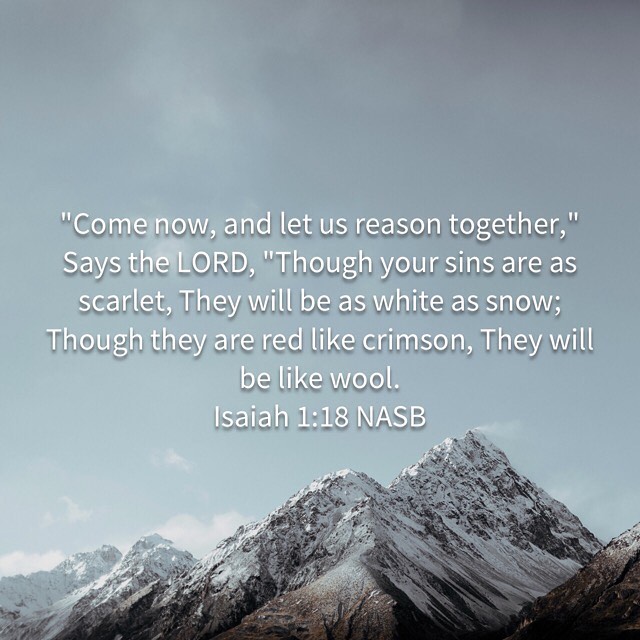 "Come now, and let us reason together,"
Says the LORD, "Though your sins are as
scarlet, They will be as white as snow;
Though they are red like crimson, They will
be like wool.
Isaiah 1:18 NASB